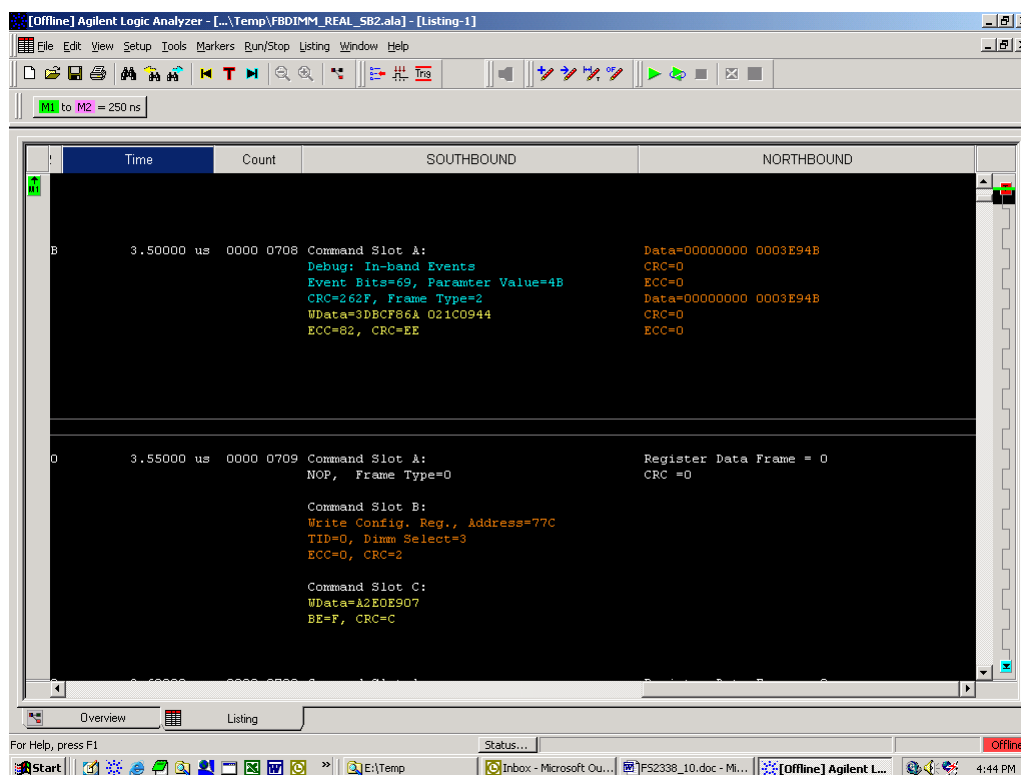 [Offline] Agilent Logic Analyzer - [...\Temp\FBDIMM_REAL_SB2.ala] - [Listing-1]
File Edit View Setup Tools Markers Run/Stop Listing Window Help
M1 to M2 = 250 ns
Time Count SOUTHBOUND NORTHBOUND
M1
B 3.50000 us 0000 0708 Command Slot A: Data=00000000 0003E94B
Debug: In-band Events CRC=0
Event Bits=69, Paramter Value=4B ECC=0
CRC=262F, Frame Type=2 Data=00000000 0003E94B
WData=3DBCF86A 021C0944 CRC=0
ECC=82, CRC=EE ECC=0
0 3.55000 us 0000 0709 Command Slot A: Register Data Frame = 0
NOP, Frame Type=0 CRC =0
Command Slot B:
Write Config. Reg., Address=77C
TID=0, Dimm Select=3
ECC=0, CRC=2
Command Slot C:
WData=A2E0E907
BE=F, CRC=C
Overview Listing
For Help, press F1 Status... Offline
Start » E:\Temp Inbox - Microsoft Ou... FS2338_10.doc - Mi... [Offline] Agilent L... 4:44 PM